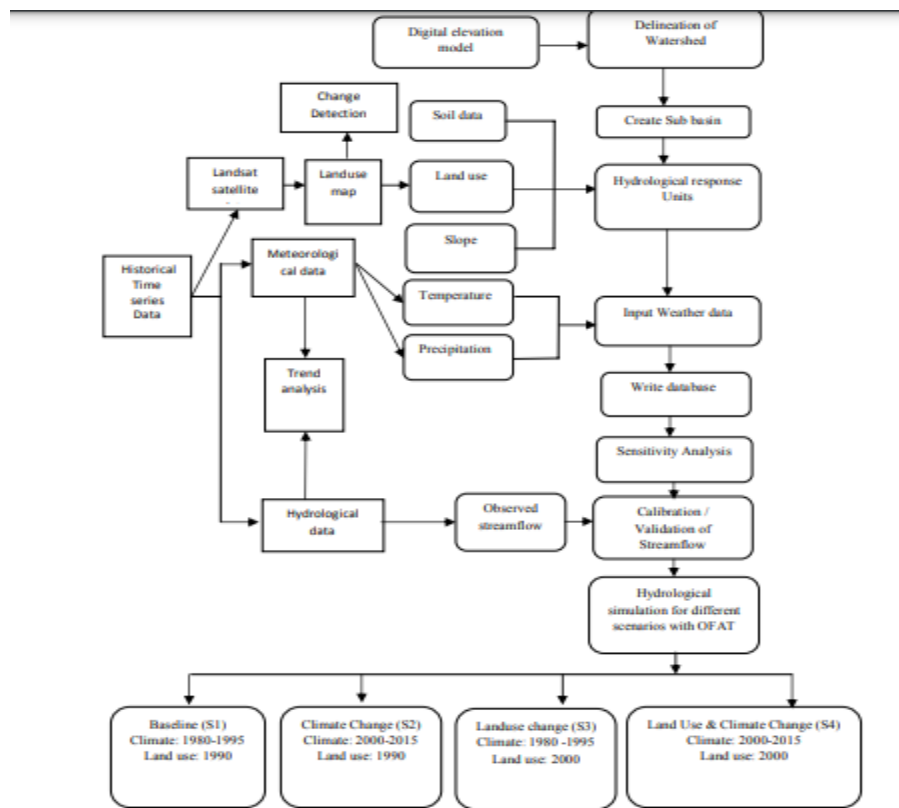 Digital elevation
model
Delineation of
Watershed
Change
Detection
Soil data
Create Sub basin
Landsat
satellite
Landuse
map
Land use
Hydrological response
Units
Slope
Historical
Time
series
Data
Meteorologi
cal data
Temperature
Input Weather data
Precipitation
Trend
analysis
Write database
Sensitivity Analysis
Hydrological
data
Observed
streamflow
Calibration /
Validation of
Streamflow
Hydrological
simulation for different
scenarios with OFAT
Baseline (S1)
Climate: 1980-1995
Land use: 1990
Climate Change (S2)
Climate: 2000-2015
Land use: 1990
Landuse change (S3)
Climate: 1980 -1995
Land use: 2000
Land Use & Climate Change (S4)
Climate: 2000-2015
Land use: 2000